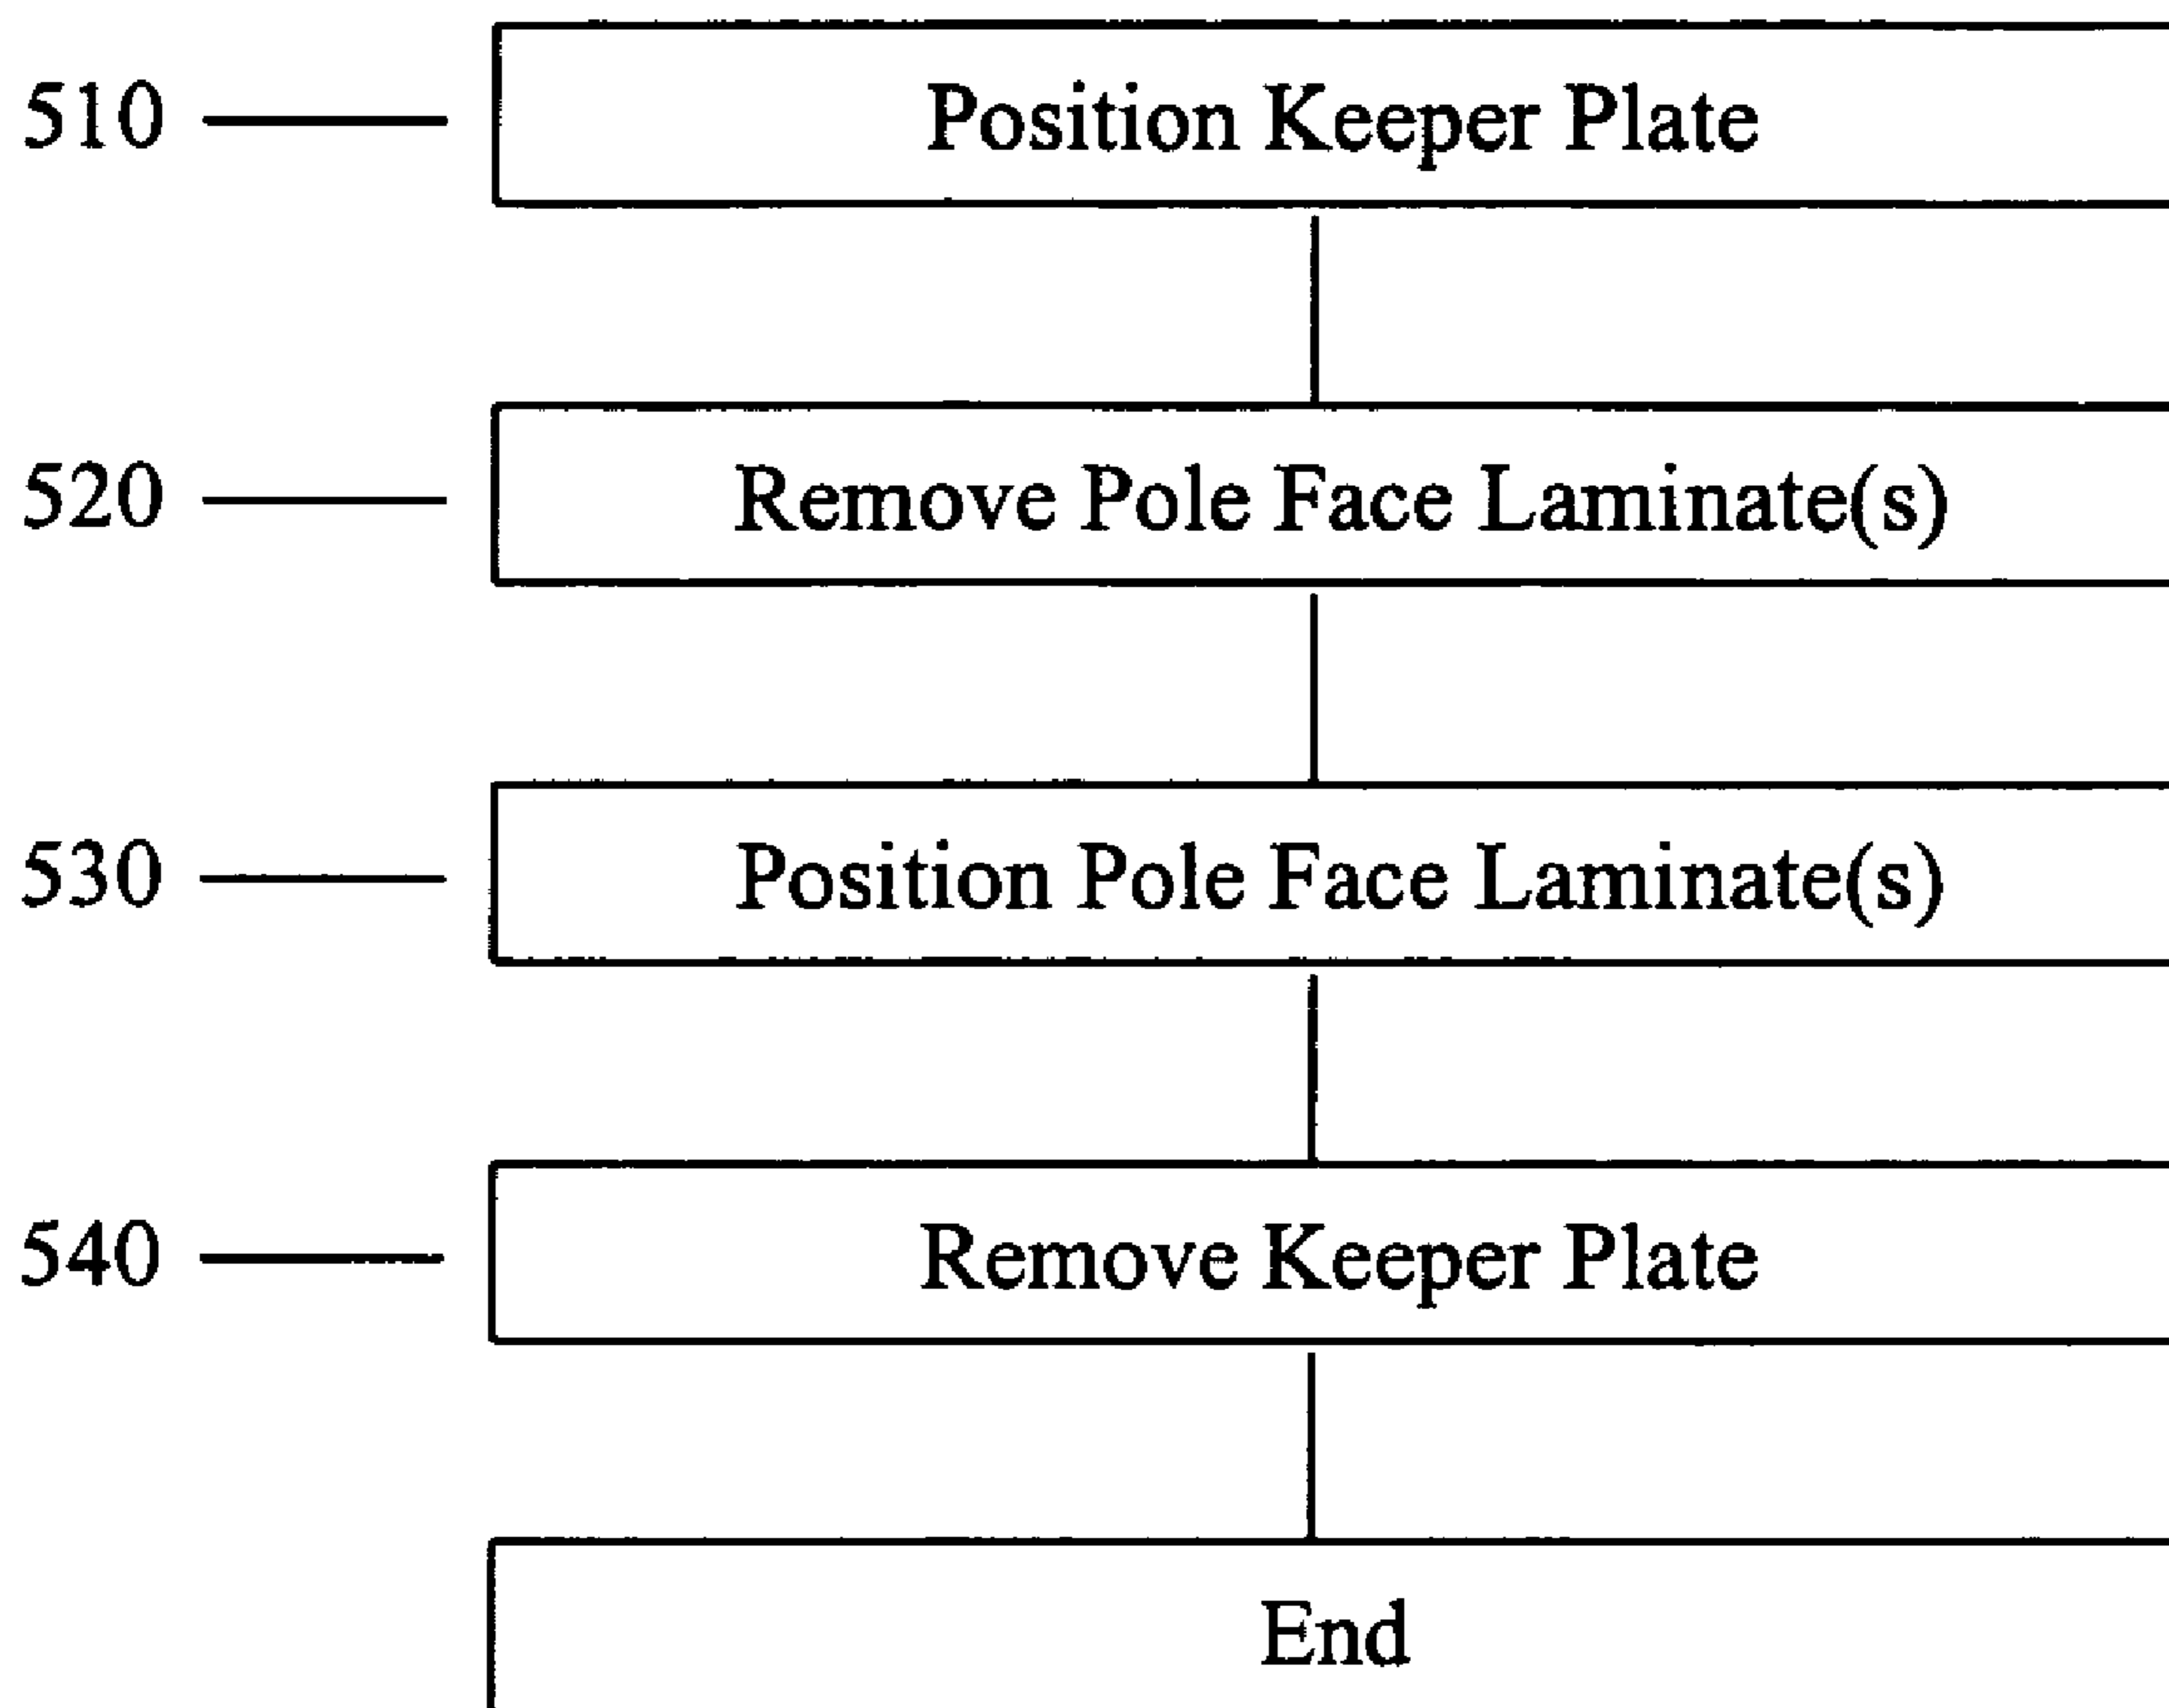 510 Position Keeper Plate
520 Remove Pole Face Laminate(s)
530 Position Pole Face Laminate(s)
540 Remove Keeper Plate
End